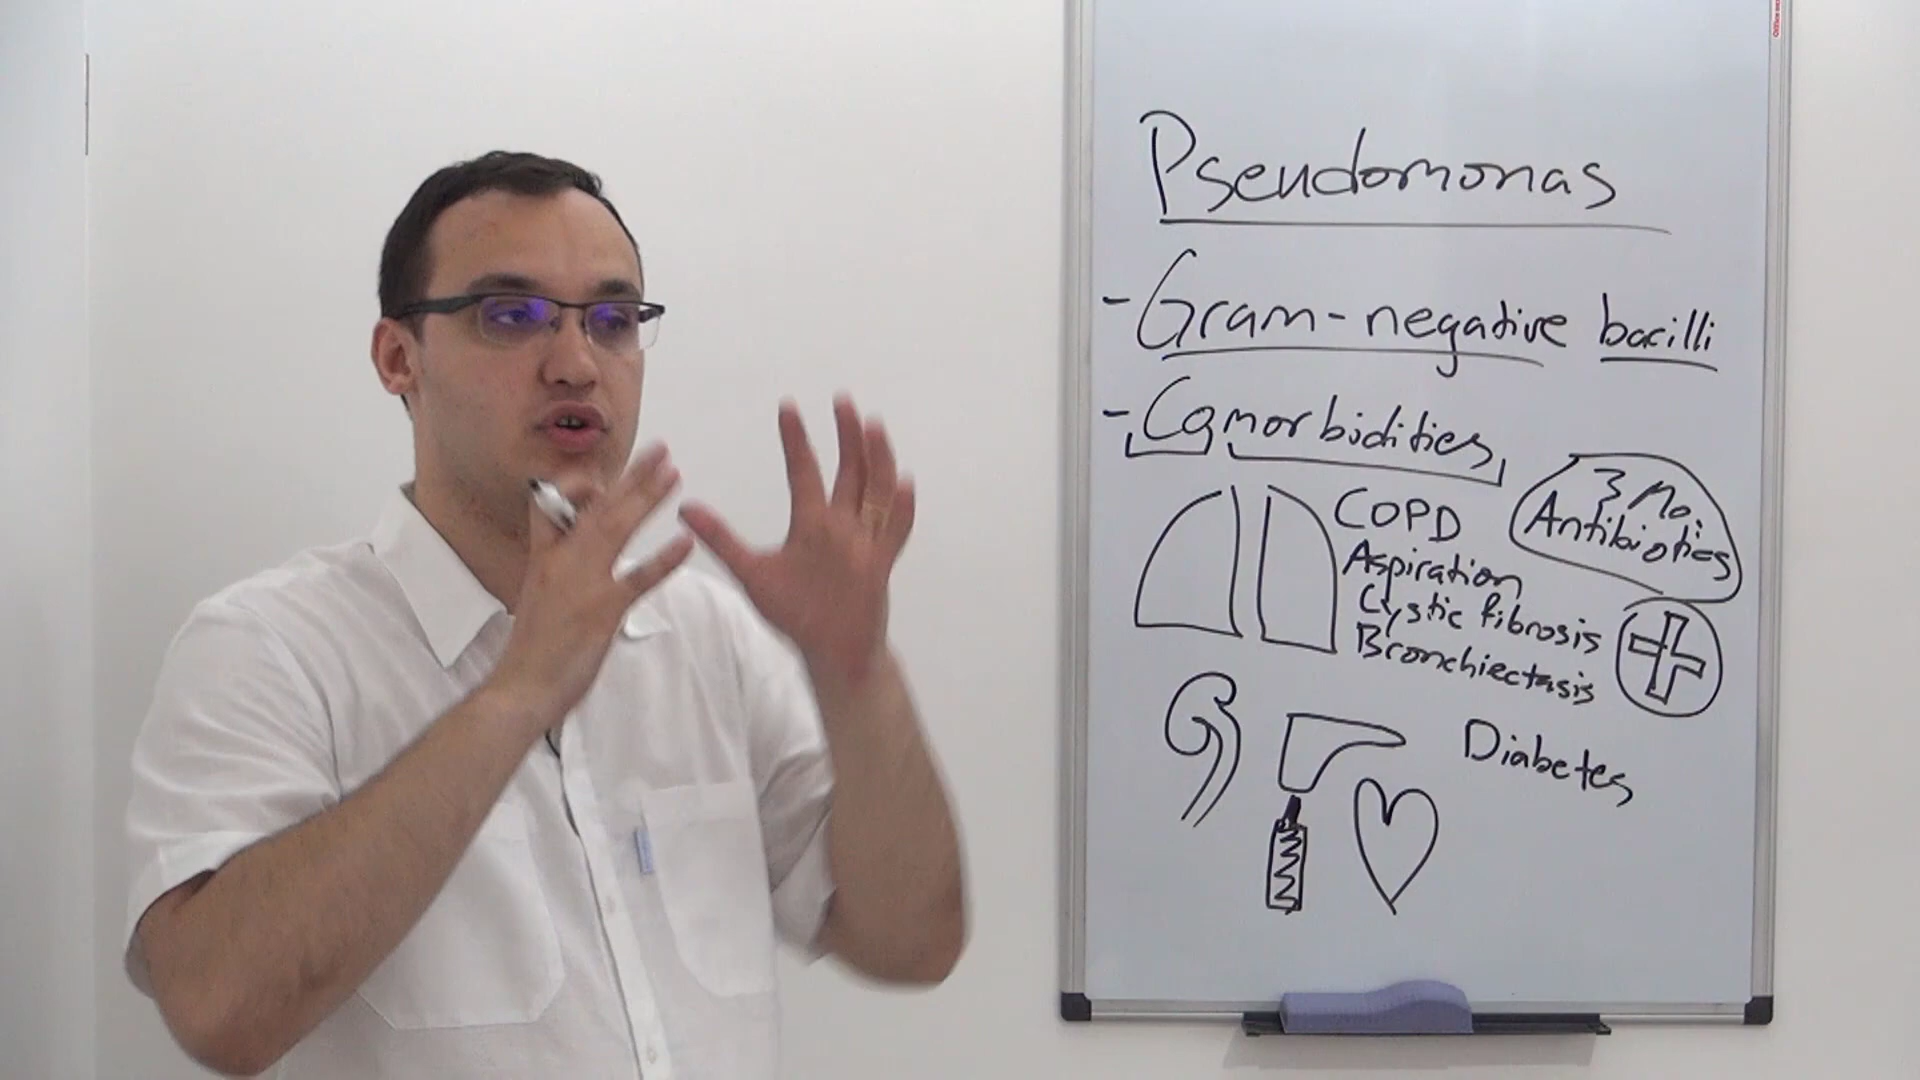 Pseudomonas
- Gram-negative bacilli
- Comorbidities
3 Mo.
Antibiotics
COPD
Aspiration
Cystic fibrosis
Bronchiectasis
Diabetes